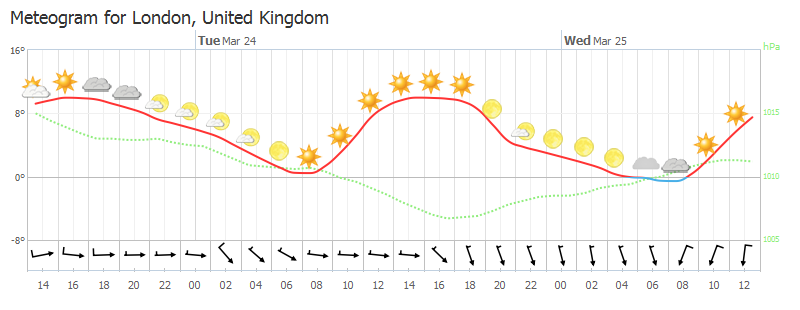 Meteogram for London, United Kingdom
Tue Mar 24
Wed Mar 25
hPa
16°
8°
0°
-8°
1015
1010
1005
14 16 18 20 22 00 02 04 06 08 10 12 14 16 18 20 22 00 02 04 06 08 10 12